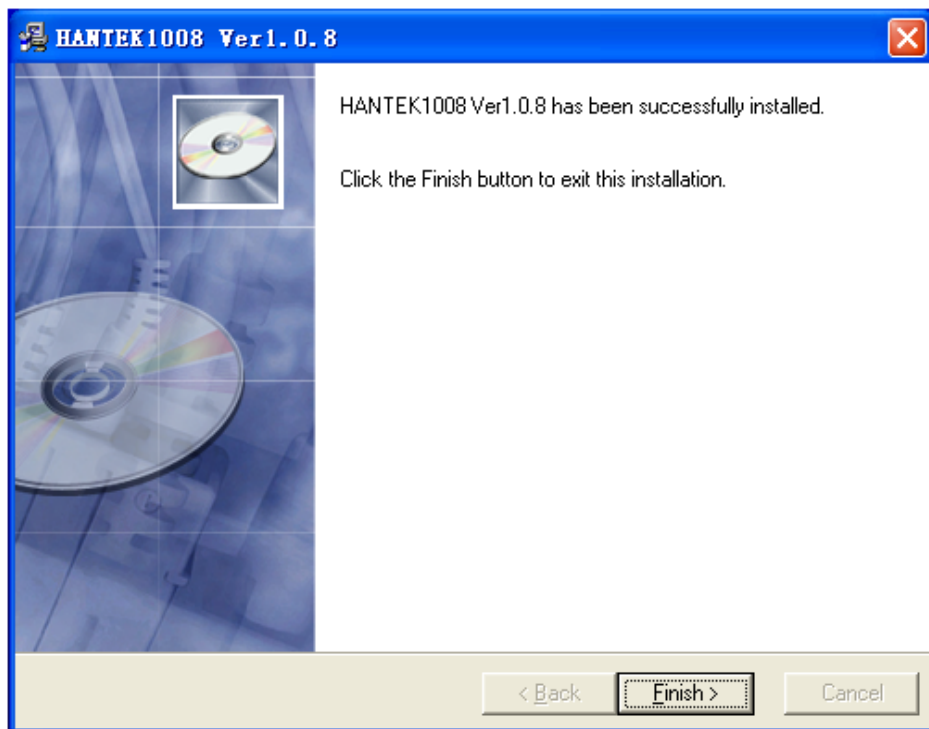 HANTEK1008 Ver1.0.8
HANTEK1008 Ver1.0.8 has been successfully installed.
Click the Finish button to exit this installation.
< Back
Finish >
Cancel